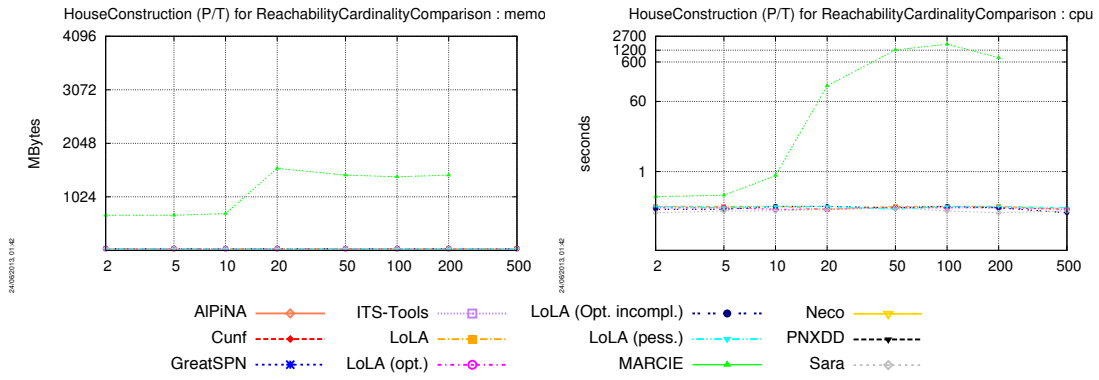 HouseConstruction (P/T) for ReachabilityCardinalityComparison : memo
4096
3072
2048
1024
MBytes
2 5 10 20 50 100 200 500
24/06/2013, 01:42
HouseConstruction (P/T) for ReachabilityCardinalityComparison : cpu
2700
1200
600
60
1
seconds
2 5 10 20 50 100 200 500
24/06/2013, 01:42
AlPiNA ITS-Tools LoLA (Opt. incompl.) Neco
Cunf LoLA LoLA (pess.) PNXDD
GreatSPN LoLA (opt.) MARCIE Sara